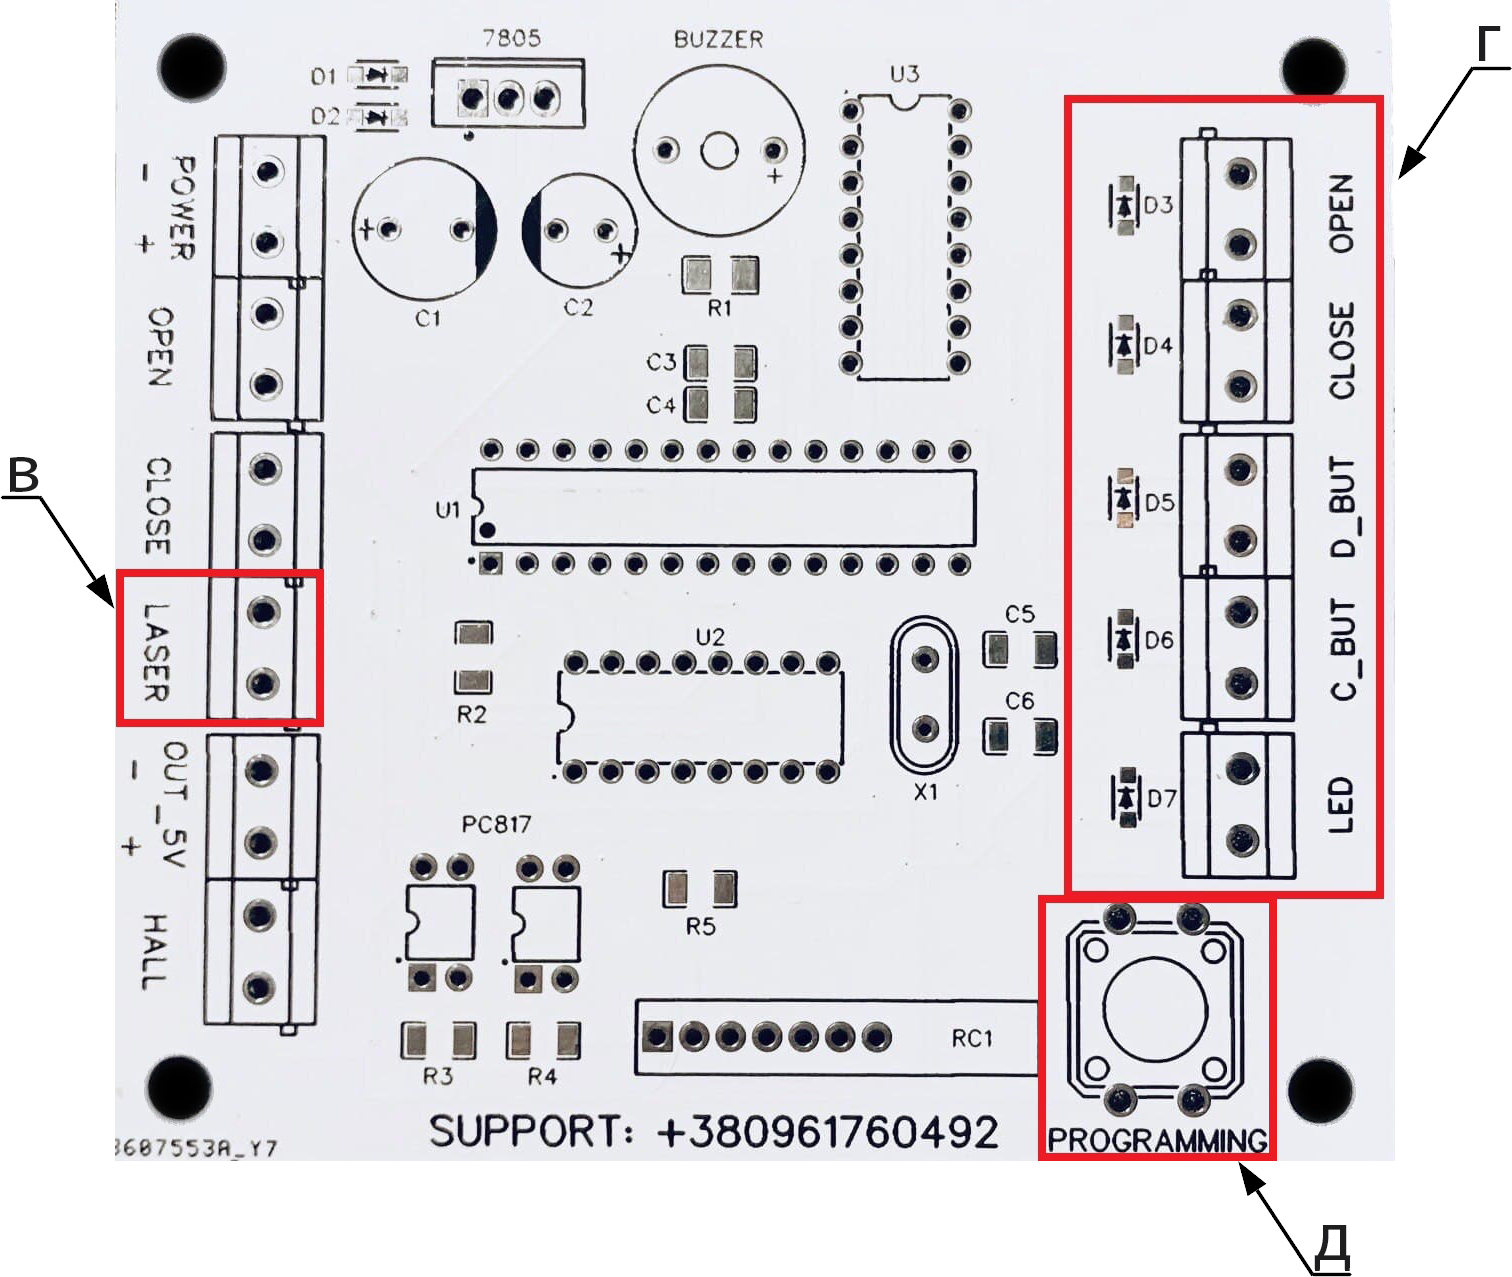 Г
7805
BUZZER
U3
D1
D2
+
POWER
- +
OPEN
CLOSE
LASER
OUT_5V
- +
HALL
+
C1
+
C2
R1
C3
C4
U1
U2
R2
C5
C6
X1
PC817
R3
R4
R5
RC1
D3
OPEN
D4
CLOSE
D5
D_BUT
D6
C_BUT
D7
LED
В
SUPPORT: +380961760492
PROGRAMMING
3607553A_Y7
Д